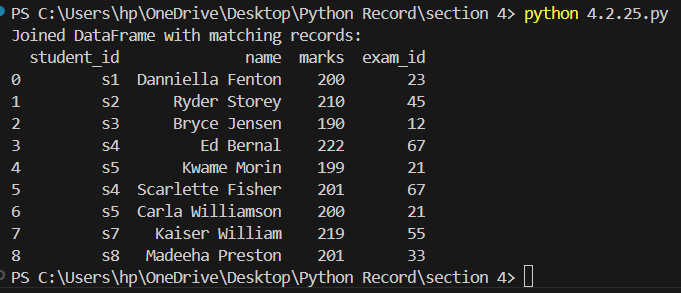 PS C:\Users\hp\OneDrive\Desktop\Python Record\section 4> python 4.2.25.py
Joined DataFrame with matching records:
  student_id              name  marks  exam_id
0         s1  Danniella Fenton    200       23
1         s2      Ryder Storey    210       45
2         s3      Bryce Jensen    190       12
3         s4         Ed Bernal    222       67
4         s5       Kwame Morin    199       21
5         s4  Scarlette Fisher    201       67
6         s5  Carla Williamson    200       21
7         s7    Kaiser William    219       55
8         s8   Madeeha Preston    201       33
PS C:\Users\hp\OneDrive\Desktop\Python Record\section 4>